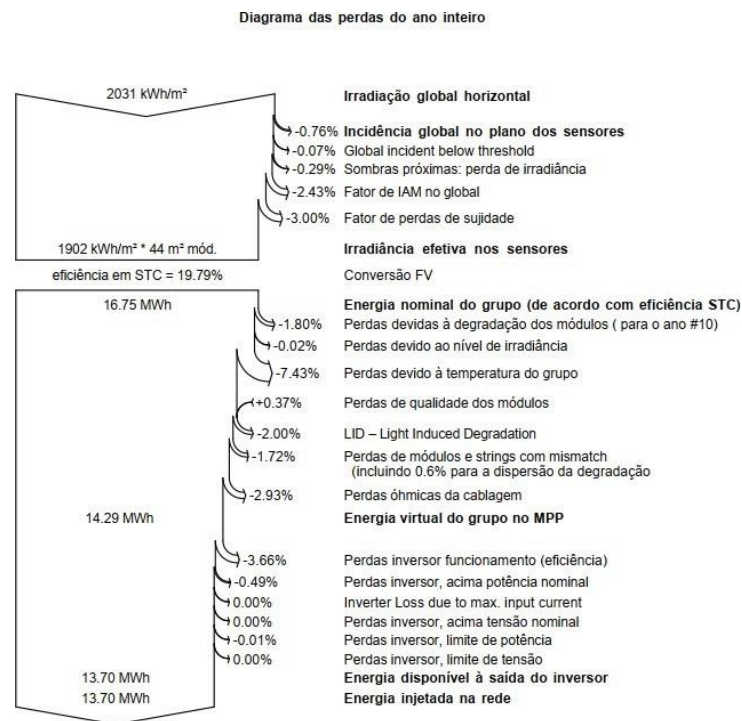 Diagrama das perdas do ano inteiro
2031 kWh/m² Irradiação global horizontal
-0.76% Incidência global no plano dos sensores
-0.07% Global incident below threshold
-0.29% Sombras próximas: perda de irradiância
-2.43% Fator de IAM no global
-3.00% Fator de perdas de sujidade
1902 kWh/m² * 44 m² mód. Irradiância efetiva nos sensores
eficiência em STC = 19.79% Conversão FV
16.75 MWh Energia nominal do grupo (de acordo com eficiência STC)
-1.80% Perdas devidas à degradação dos módulos ( para o ano #10)
-0.02% Perdas devido ao nível de irradiância
-7.43% Perdas devido à temperatura do grupo
+0.37% Perdas de qualidade dos módulos
-2.00% LID – Light Induced Degradation
-1.72% Perdas de módulos e strings com mismatch
(incluindo 0.6% para a dispersão da degradação
-2.93% Perdas óhmicas da cablagem
14.29 MWh Energia virtual do grupo no MPP
-3.66% Perdas inversor funcionamento (eficiência)
-0.49% Perdas inversor, acima potência nominal
0.00% Inverter Loss due to max. input current
0.00% Perdas inversor, acima tensão nominal
-0.01% Perdas inversor, limite de potência
0.00% Perdas inversor, limite de tensão
13.70 MWh Energia disponível à saída do inversor
13.70 MWh Energia injetada na rede